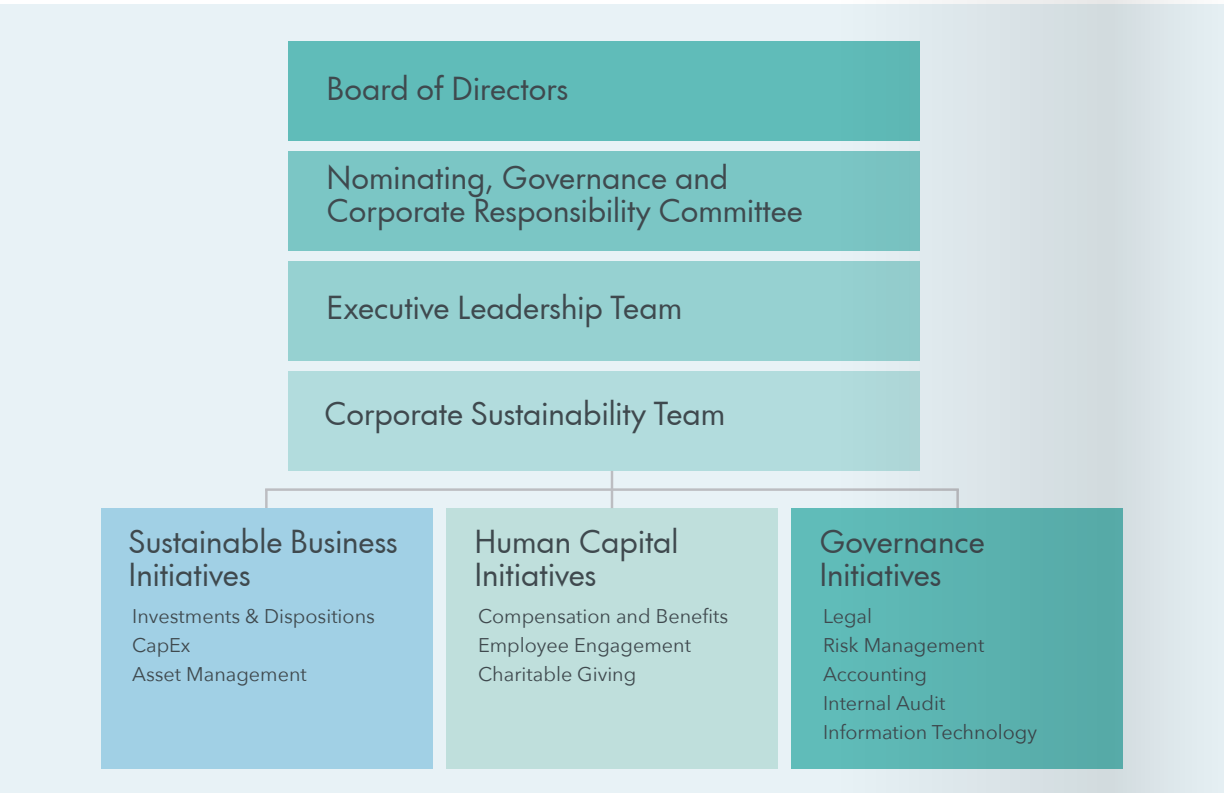 Board of Directors
Nominating, Governance and
Corporate Responsibility Committee
Executive Leadership Team
Corporate Sustainability Team
Sustainable Business
Initiatives
Investments & Dispositions
CapEx
Asset Management
Human Capital
Initiatives
Compensation and Benefits
Employee Engagement
Charitable Giving
Governance
Initiatives
Legal
Risk Management
Accounting
Internal Audit
Information Technology